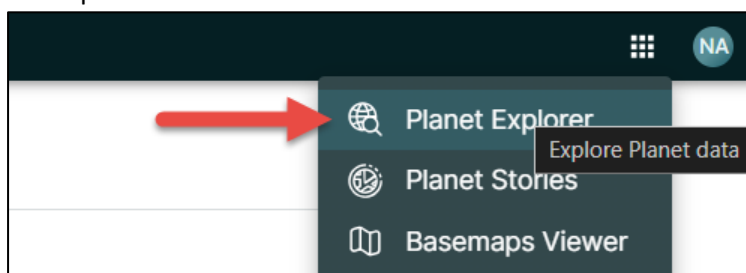 NA
Planet Explorer
Explore Planet data
Planet Stories
Basemaps Viewer